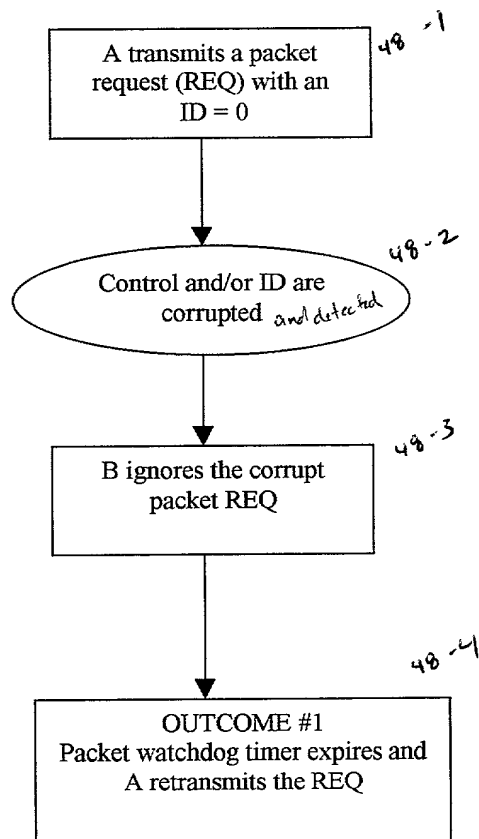 48-1
A transmits a packet
request (REQ) with an
ID = 0
48-2
Control and/or ID are
corrupted and detected
48-3
B ignores the corrupt
packet REQ
48-4
OUTCOME #1
Packet watchdog timer expires and
A retransmits the REQ